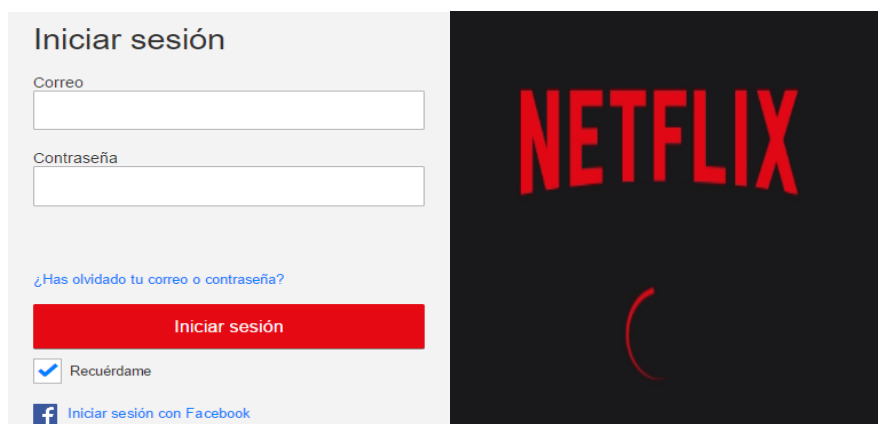 Iniciar sesión
Correo
Contraseña
¿Has olvidado tu correo o contraseña?
Iniciar sesión
Recuérdame
f Iniciar sesión con Facebook
NETFLIX